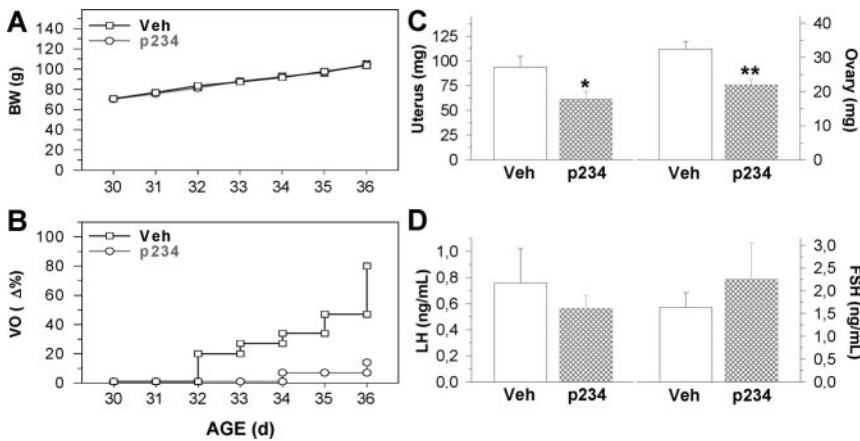 A
Veh
p234
BW (g)
140
120
100
80
60
40
20
0
30 31 32 33 34 35 36
B
Veh
p234
VO ( Δ%)
100
80
60
40
20
0
30 31 32 33 34 35 36
AGE (d)
C
Uterus (mg)
125
100
75
50
25
0
* **
40
30
20
10
0
Ovary (mg)
Veh p234 Veh p234
D
LH (ng/mL)
1,0
0,8
0,6
0,4
0,2
0,0
3,0
2,5
2,0
1,5
1,0
0,5
0,0
FSH (ng/mL)
Veh p234 Veh p234